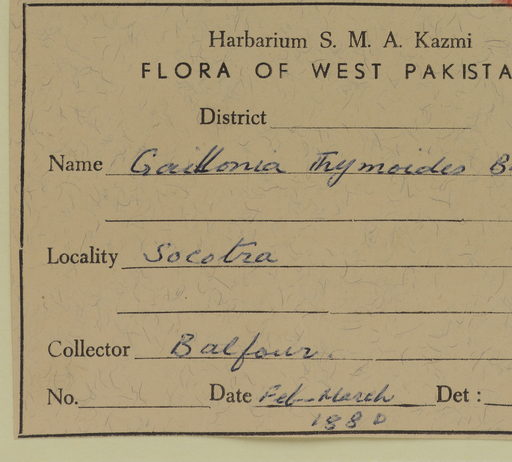 Harbarium S. M. A. Kazmi
FLORA OF WEST PAKISTA
District
Name Gaillonia Thymoides B
Locality Socotra
Collector Balfour.
No. Date Feb-March Det :
1880